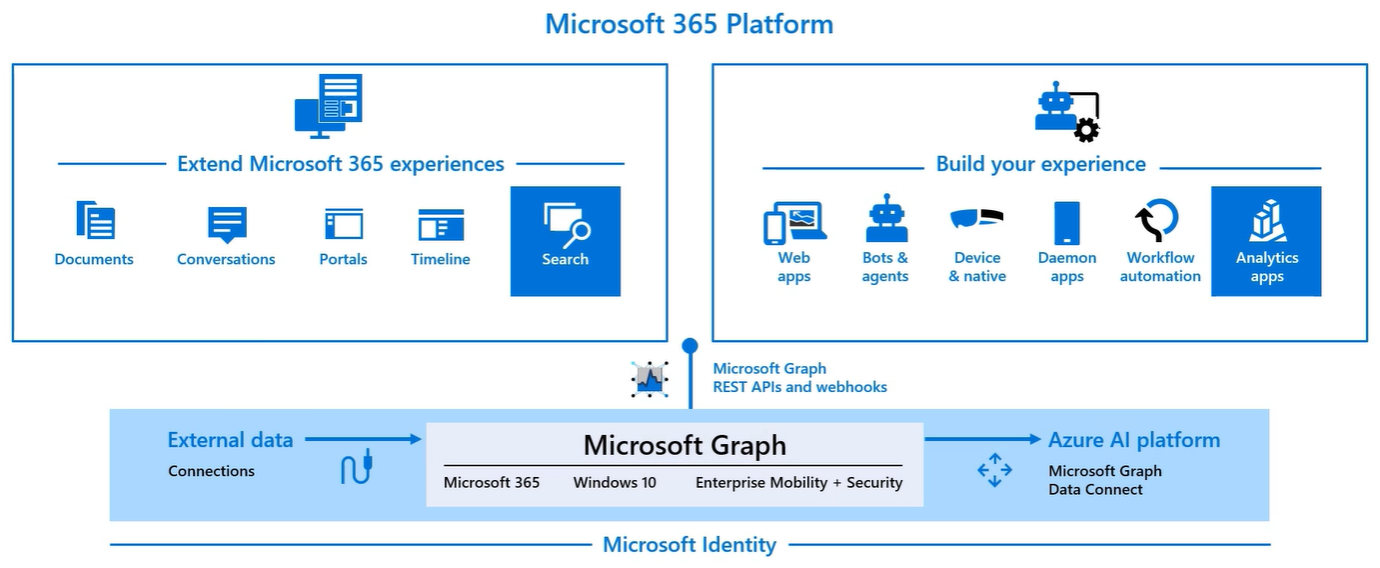 Microsoft 365 Platform
Extend Microsoft 365 experiences
Documents
Conversations
Portals
Timeline
Search
Build your experience
Web
apps
Bots &
agents
Device
& native
Daemon
apps
Workflow
automation
Analytics
apps
Microsoft Graph
REST APIs and webhooks
External data
Connections
Microsoft Graph
Microsoft 365
Windows 10
Enterprise Mobility + Security
Azure AI platform
Microsoft Graph
Data Connect
Microsoft Identity